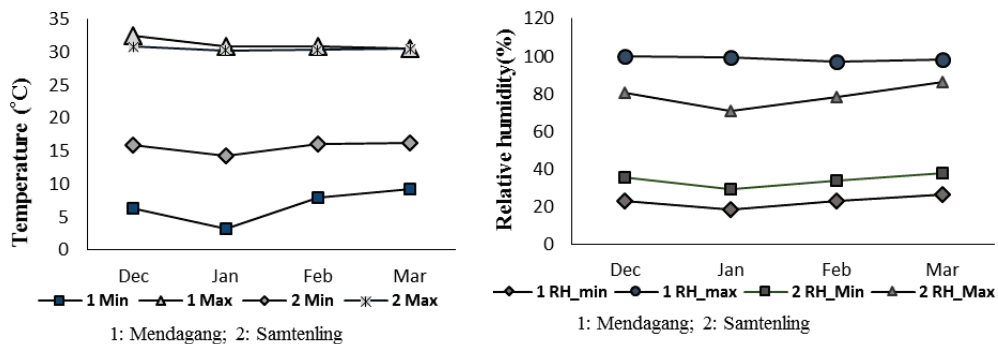 35
30
25
20
15
10
5
0
Temperature (°C)
Dec Jan Feb Mar
1 Min 1 Max 2 Min 2 Max
1: Mendagang; 2: Samtenling
120
100
80
60
40
20
0
Relative humidity(%)
Dec Jan Feb Mar
1 RH_min 1 RH_max 2 RH_Min 2 RH_Max
1: Mendagang; 2: Samtenling